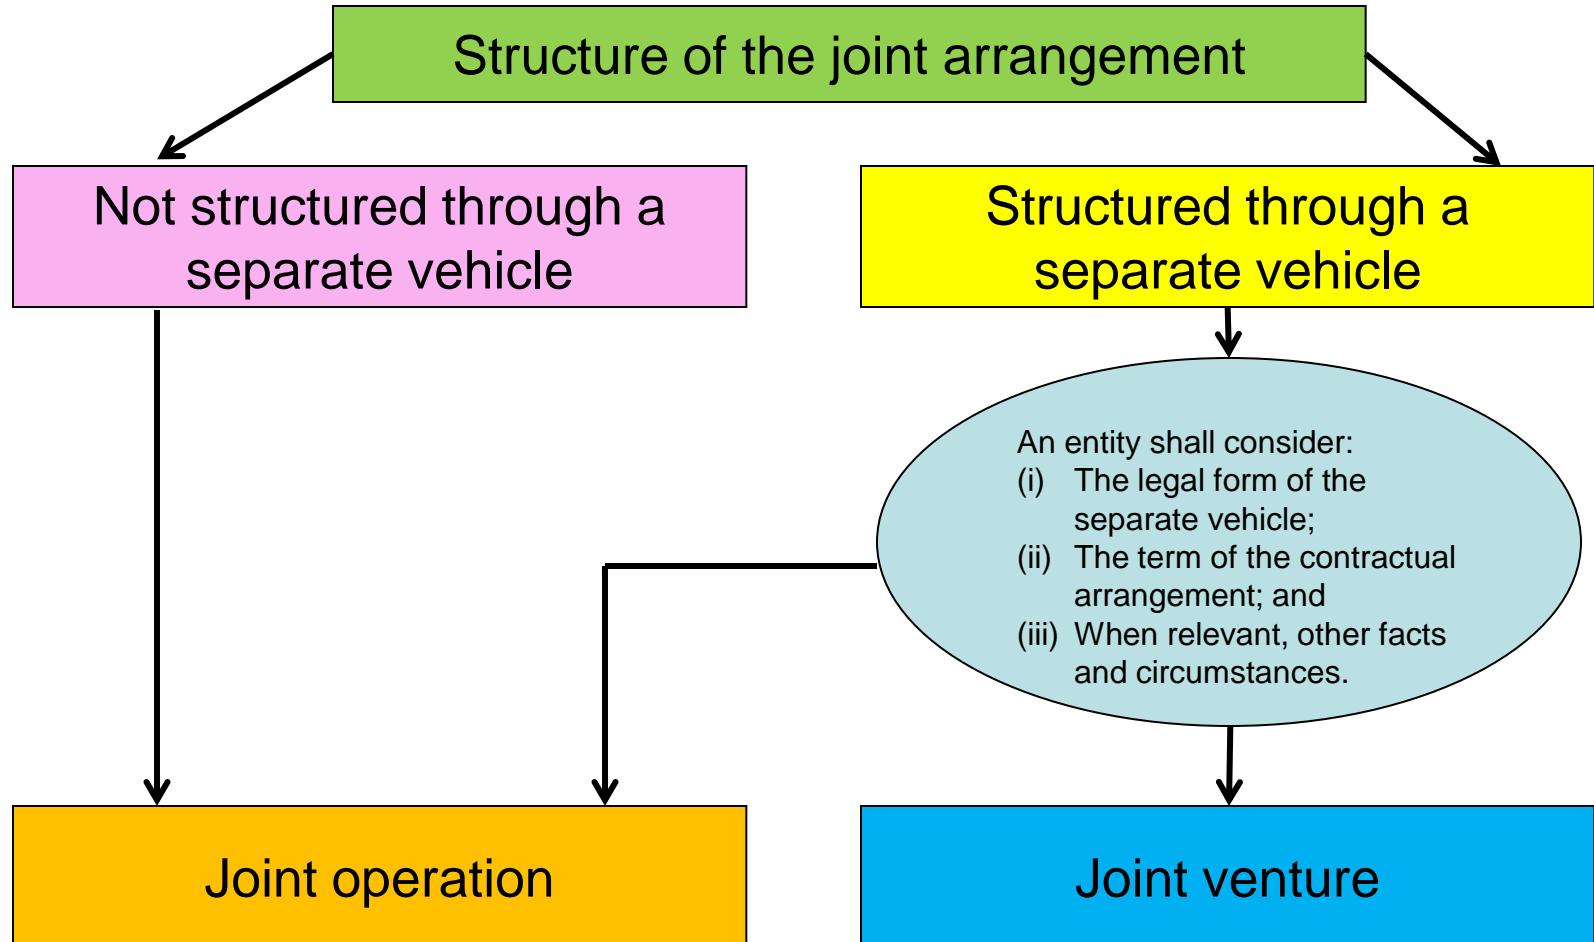 Structure of the joint arrangement
Not structured through a
separate vehicle
Structured through a
separate vehicle
An entity shall consider:
(i) The legal form of the
separate vehicle;
(ii) The term of the contractual
arrangement; and
(iii) When relevant, other facts
and circumstances.
Joint operation
Joint venture